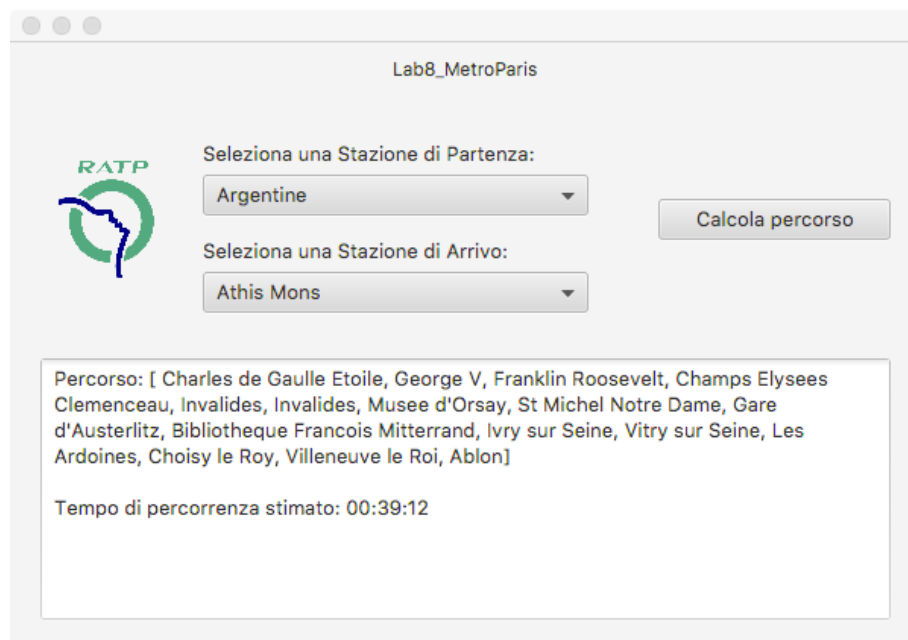 Lab8_MetroParis
RATP
Seleziona una Stazione di Partenza:
Argentine
Calcola percorso
Seleziona una Stazione di Arrivo:
Athis Mons
Percorso: [ Charles de Gaulle Etoile, George V, Franklin Roosevelt, Champs Elysees
Clemenceau, Invalides, Invalides, Musee d'Orsay, St Michel Notre Dame, Gare
d'Austerlitz, Bibliotheque Francois Mitterrand, Ivry sur Seine, Vitry sur Seine, Les
Ardoines, Choisy le Roy, Villeneuve le Roi, Ablon]
Tempo di percorrenza stimato: 00:39:12